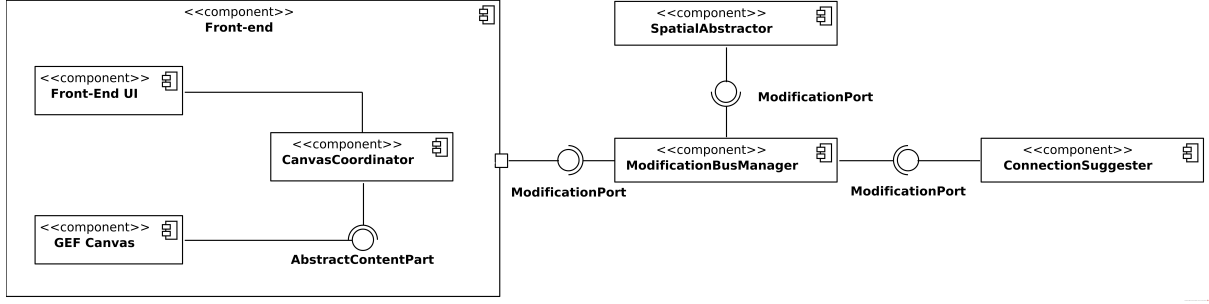 <<component>>
Front-end
<<component>>
Front-End UI
<<component>>
CanvasCoordinator
<<component>>
GEF Canvas
AbstractContentPart
ModificationPort
<<component>>
SpatialAbstractor
ModificationPort
<<component>>
ModificationBusManager
ModificationPort
<<component>>
ConnectionSuggester